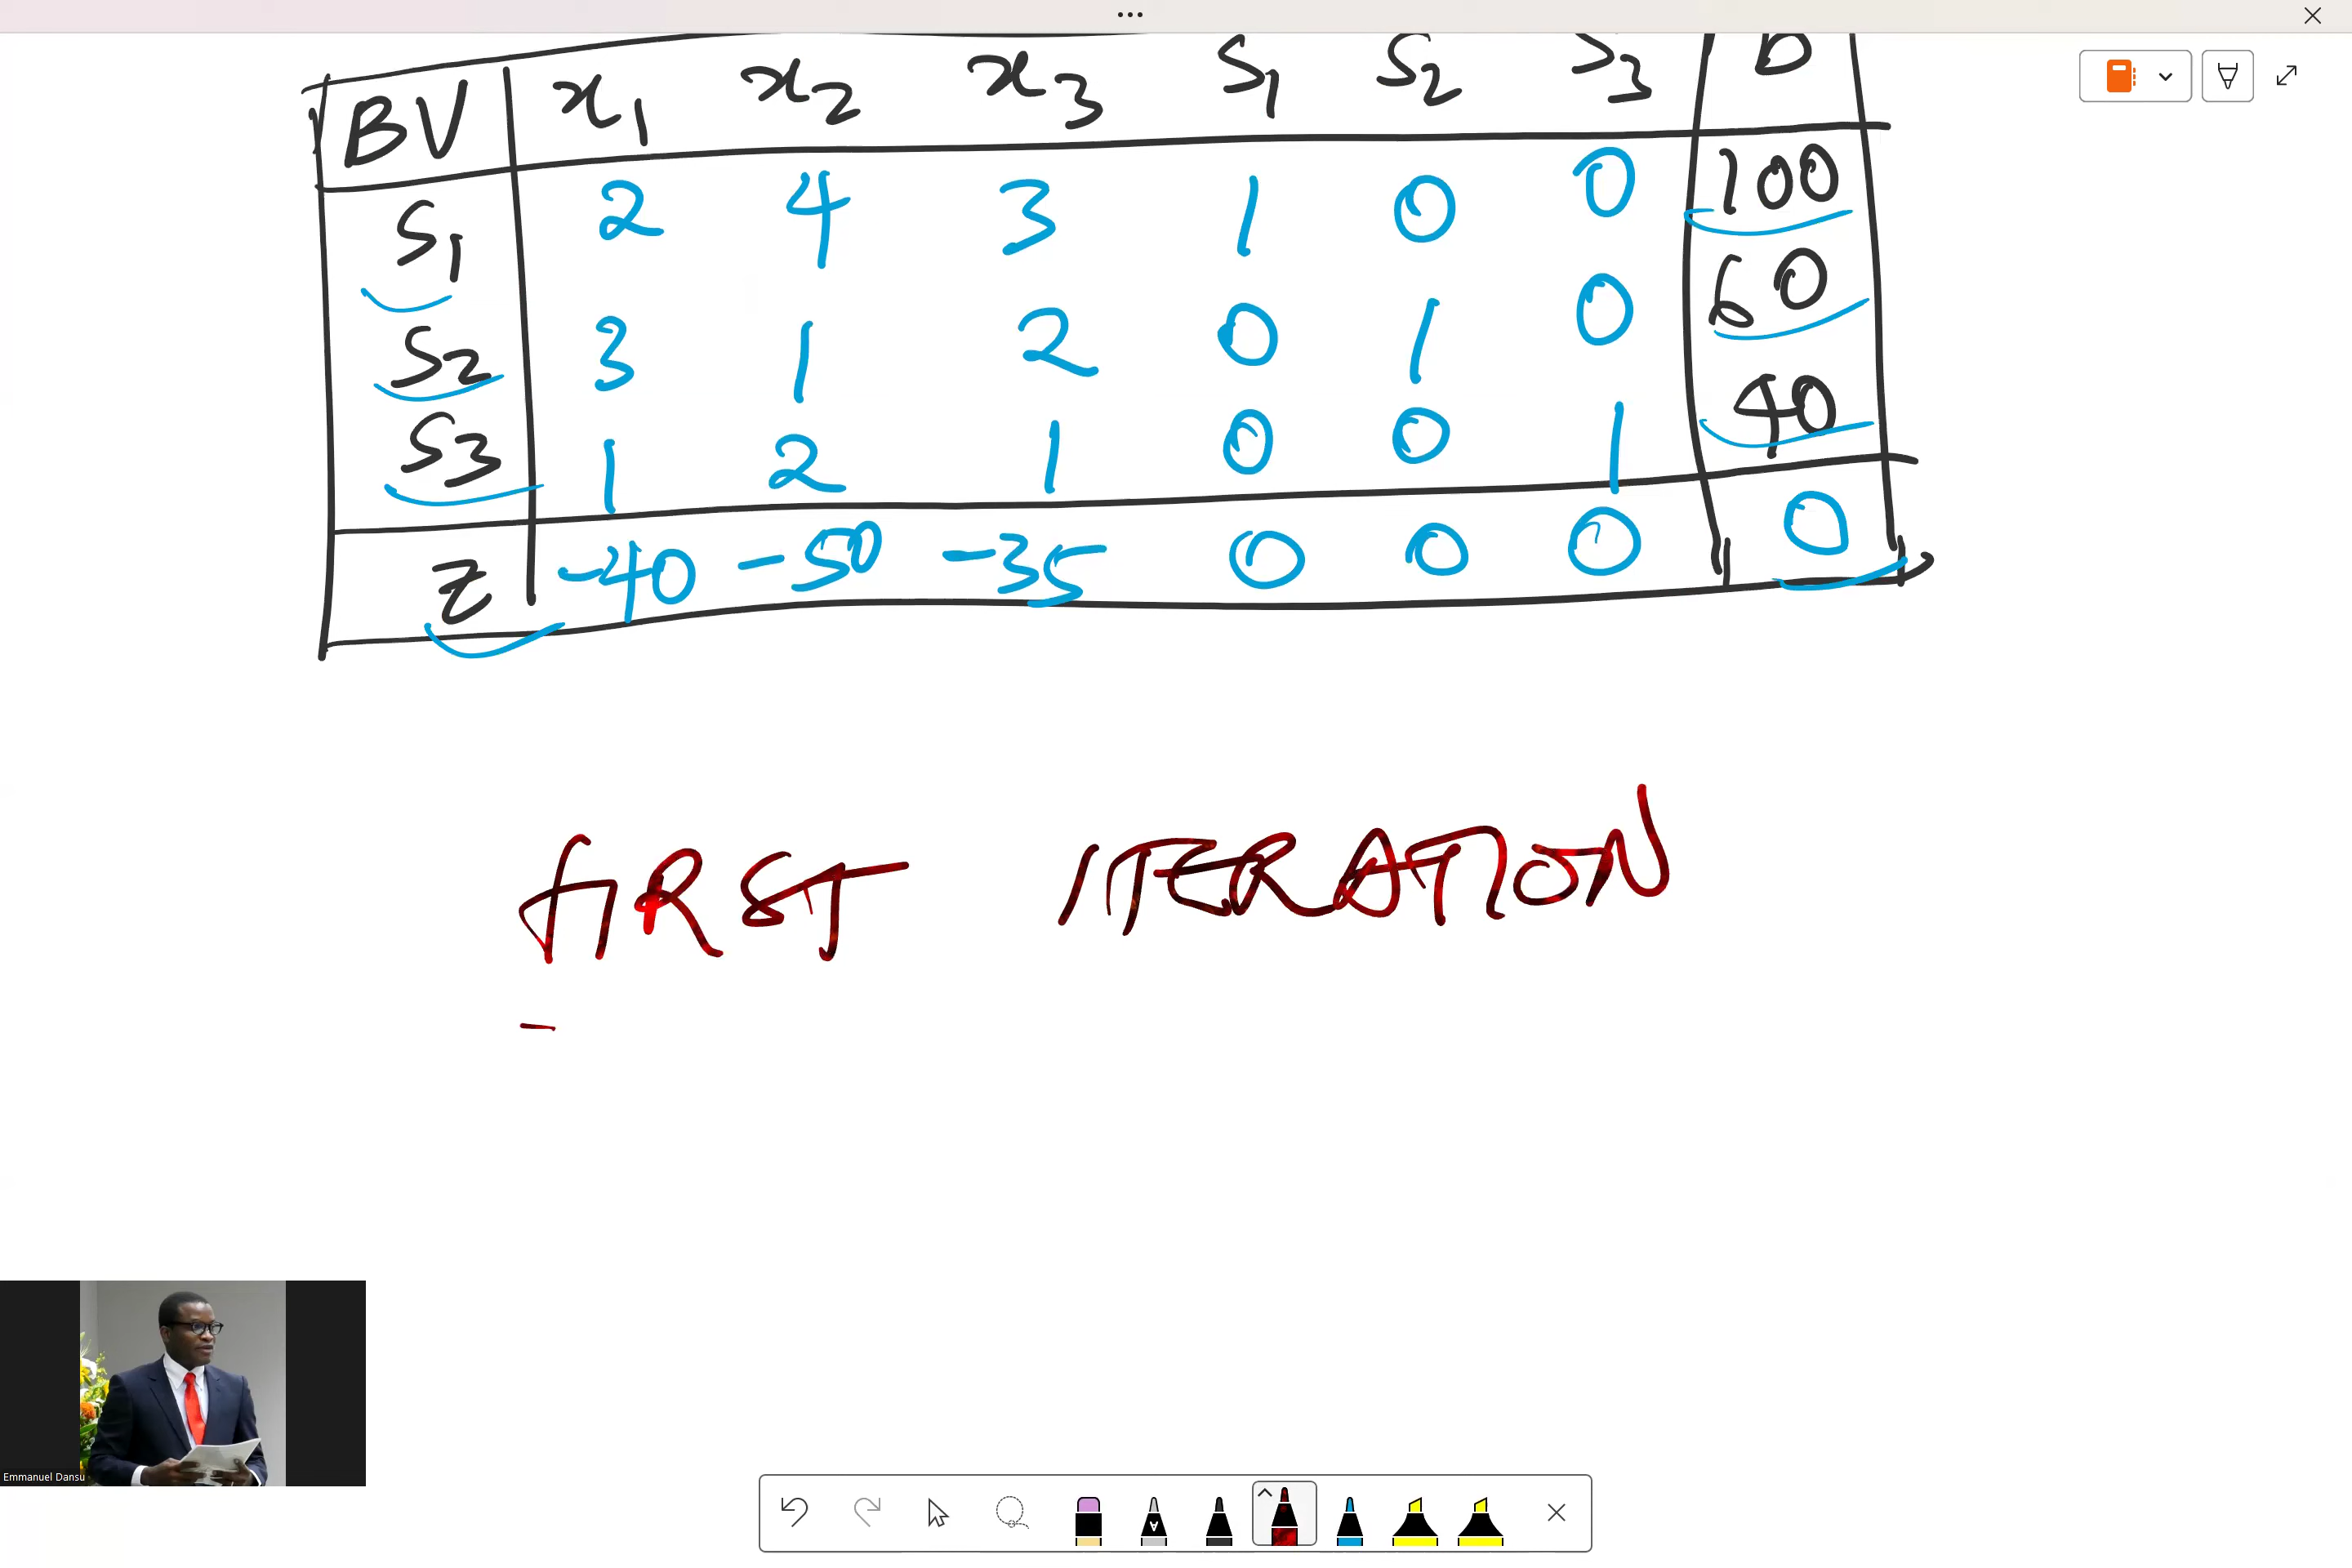 BV x1 x2 x3 S1 S2 S3 B
S1 2 4 3 1 0 0 100
S2 3 1 2 0 1 0 60
S3 1 2 1 0 0 1 40
Z -40 -50 -35 0 0 0 0
FIRST ITERATION
Emmanuel Dansu